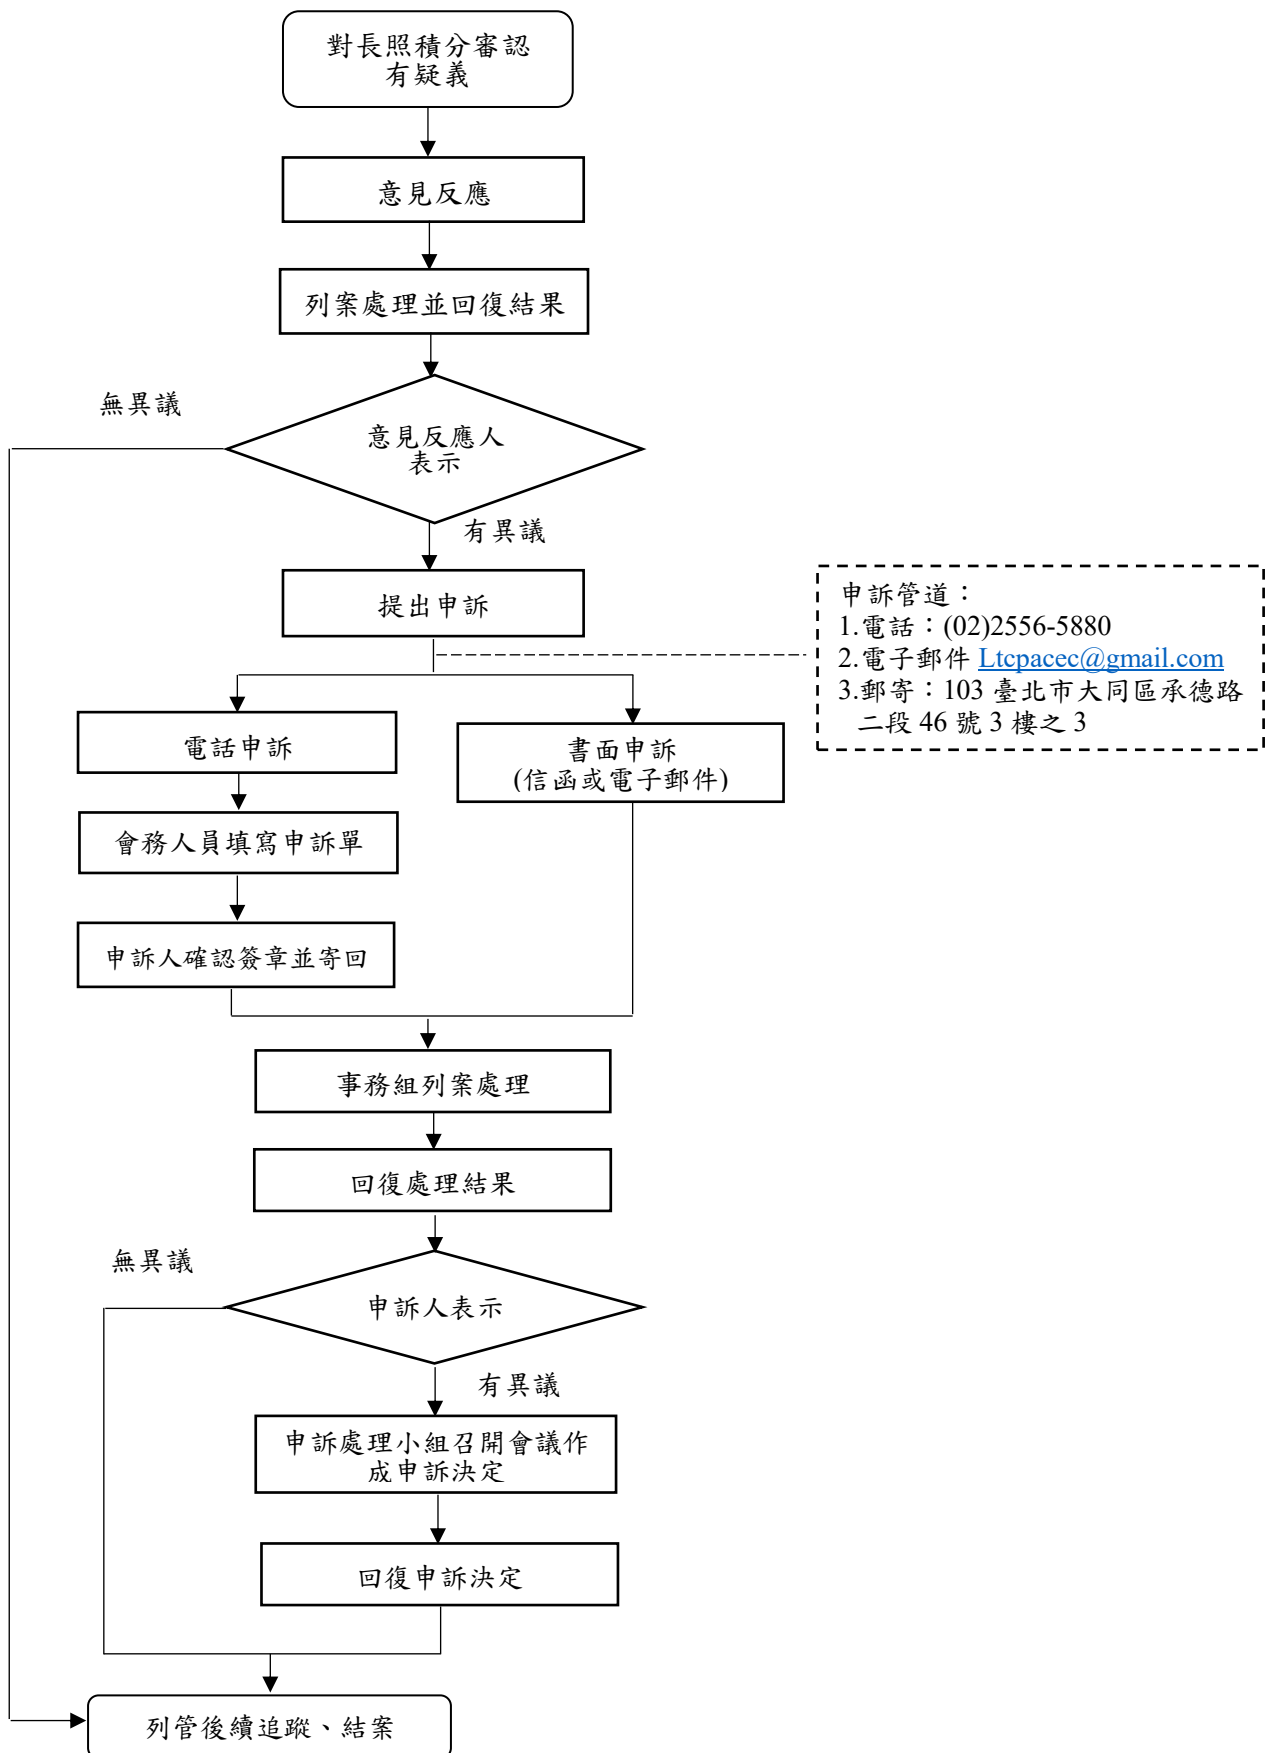 對長照積分審認
有疑義
意見反應
列案處理並回復結果
無異議
意見反應人
表示
有異議
提出申訴
申訴管道：
1.電話：(02)2556-5880
2.電子郵件 Ltcpacec@gmail.com
3.郵寄：103 臺北市大同區承德路
二段 46 號 3 樓之 3
電話申訴
書面申訴
(信函或電子郵件)
會務人員填寫申訴單
申訴人確認簽章並寄回
事務組列案處理
回復處理結果
無異議
申訴人表示
有異議
申訴處理小組召開會議作
成申訴決定
回復申訴決定
列管後續追蹤、結案